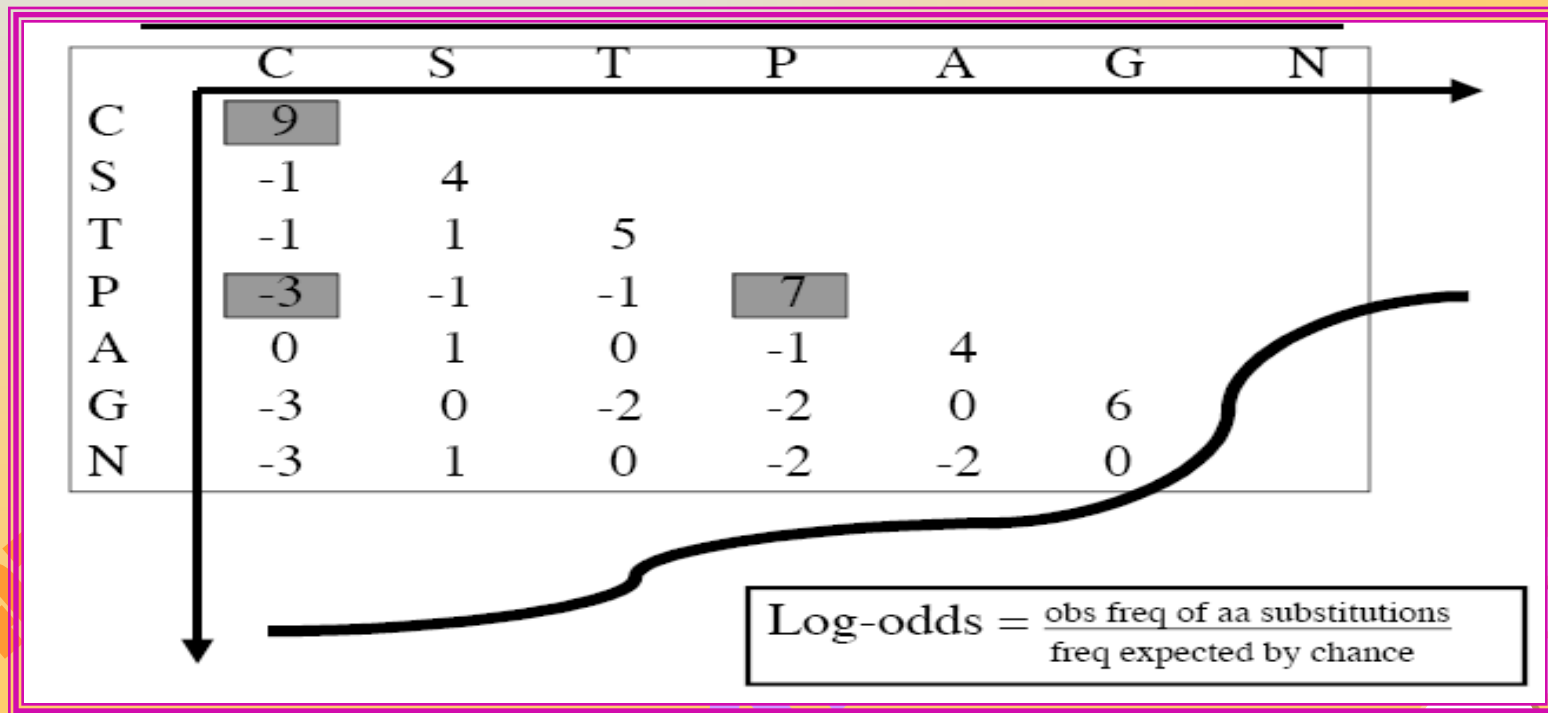 C S T P A G N
C 9
S -1 4
T -1 1 5
P -3 -1 -1 7
A 0 1 0 -1 4
G -3 0 -2 -2 0 6
N -3 1 0 -2 -2 0
Log-odds = obs freq of aa substitutions
freq expected by chance